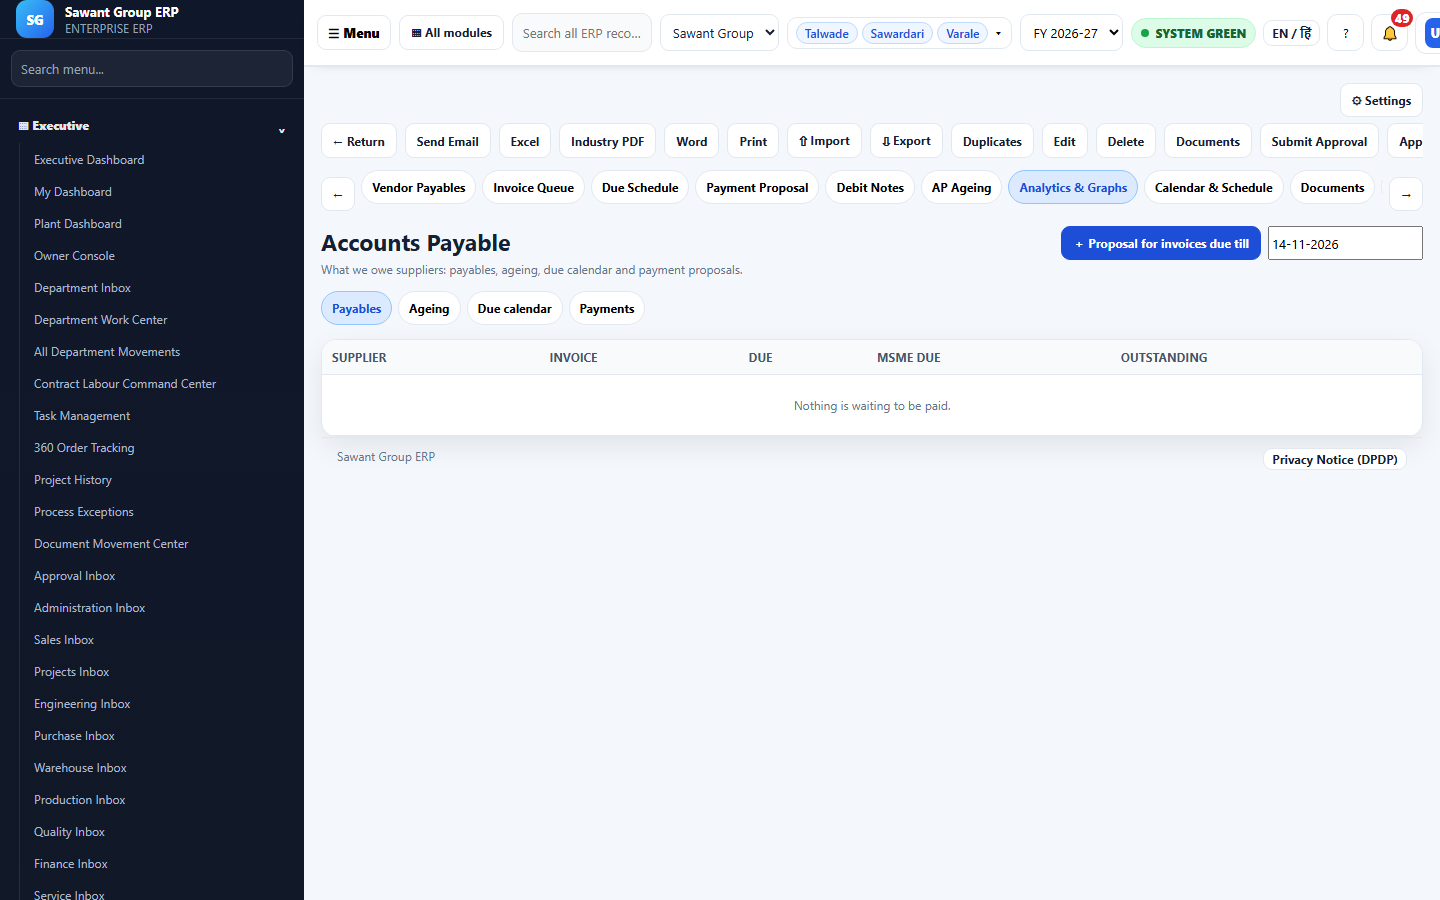 SG
Sawant Group ERP
ENTERPRISE ERP
Search menu...
Executive
Executive Dashboard
My Dashboard
Plant Dashboard
Owner Console
Department Inbox
Department Work Center
All Department Movements
Contract Labour Command Center
Task Management
360 Order Tracking
Project History
Process Exceptions
Document Movement Center
Approval Inbox
Administration Inbox
Sales Inbox
Projects Inbox
Engineering Inbox
Purchase Inbox
Warehouse Inbox
Production Inbox
Quality Inbox
Finance Inbox
Service Inbox
☰ Menu
All modules
Search all ERP reco...
Sawant Group
Talwade
Sawardari
Varale
FY 2026-27
SYSTEM GREEN
EN / हिं
?
49
U
⚙ Settings
← Return
Send Email
Excel
Industry PDF
Word
Print
⇧ Import
⇩ Export
Duplicates
Edit
Delete
Documents
Submit Approval
App
←
Vendor Payables
Invoice Queue
Due Schedule
Payment Proposal
Debit Notes
AP Ageing
Analytics & Graphs
Calendar & Schedule
Documents
→
Accounts Payable
What we owe suppliers: payables, ageing, due calendar and payment proposals.
+ Proposal for invoices due till
14-11-2026
Payables
Ageing
Due calendar
Payments
SUPPLIER INVOICE DUE MSME DUE OUTSTANDING
Nothing is waiting to be paid.
Sawant Group ERP
Privacy Notice (DPDP)